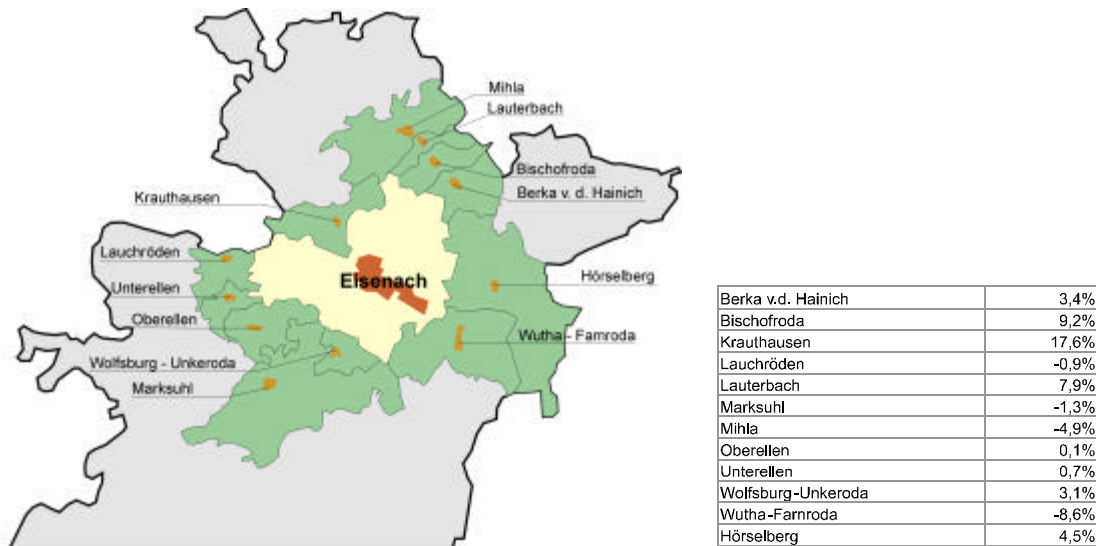 Mihla
Lauterbach
Bischofroda
Berka v. d. Hainich
Krauthausen
Lauchröden
Eisenach
Hörselberg
Unterellen
Oberellen
Wutha - Farnroda
Wolfsburg - Unkeroda
Marksuhl
Berka v.d. Hainich 3,4%
Bischofroda 9,2%
Krauthausen 17,6%
Lauchröden -0,9%
Lauterbach 7,9%
Marksuhl -1,3%
Mihla -4,9%
Oberellen 0,1%
Unterellen 0,7%
Wolfsburg-Unkeroda 3,1%
Wutha-Farnroda -8,6%
Hörselberg 4,5%